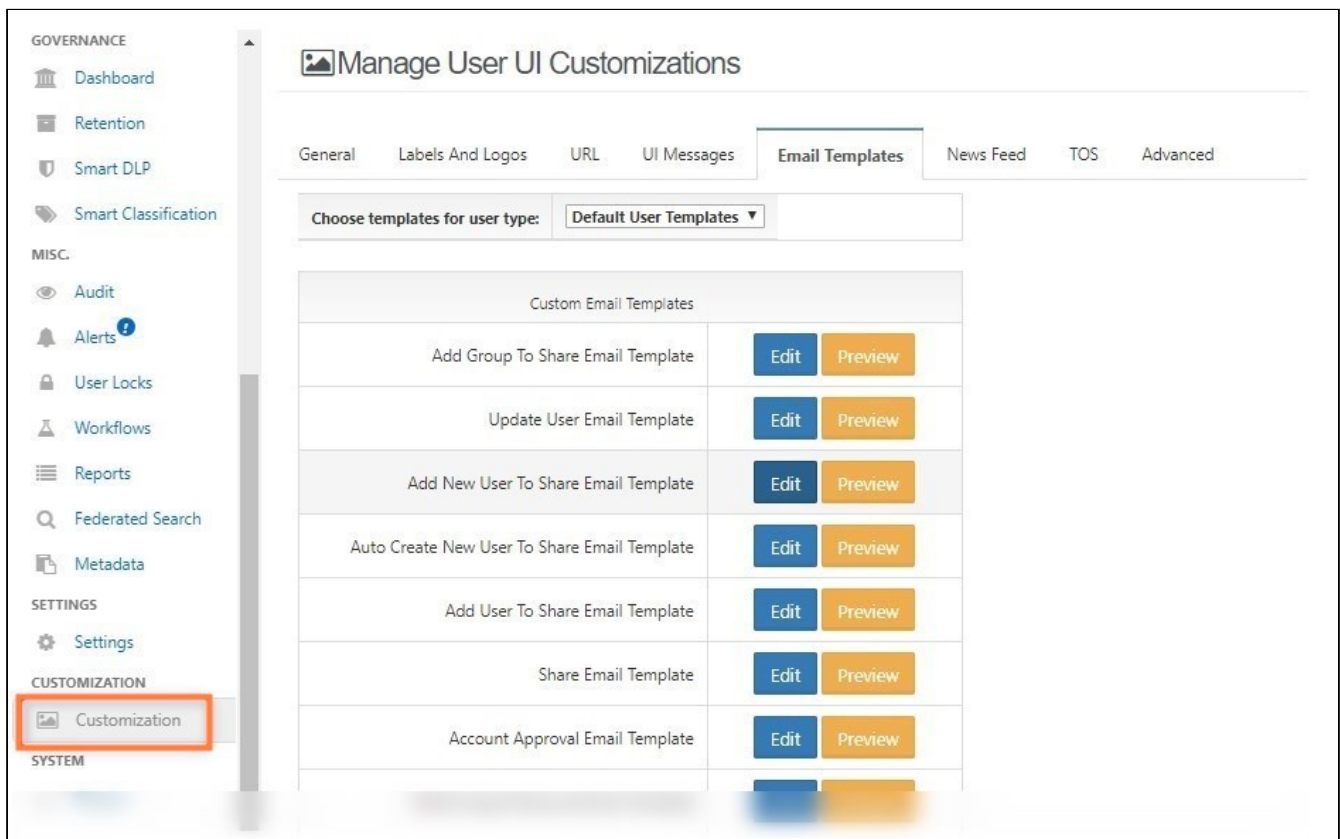 GOVERNANCE
Dashboard
Retention
Smart DLP
Smart Classification
MISC.
Audit
Alerts
User Locks
Workflows
Reports
Federated Search
Metadata
SETTINGS
Settings
CUSTOMIZATION
Customization
SYSTEM
Manage User UI Customizations
General Labels And Logos URL UI Messages Email Templates News Feed TOS Advanced
Choose templates for user type: Default User Templates
Custom Email Templates
Add Group To Share Email Template Edit Preview
Update User Email Template Edit Preview
Add New User To Share Email Template Edit Preview
Auto Create New User To Share Email Template Edit Preview
Add User To Share Email Template Edit Preview
Share Email Template Edit Preview
Account Approval Email Template Edit Preview